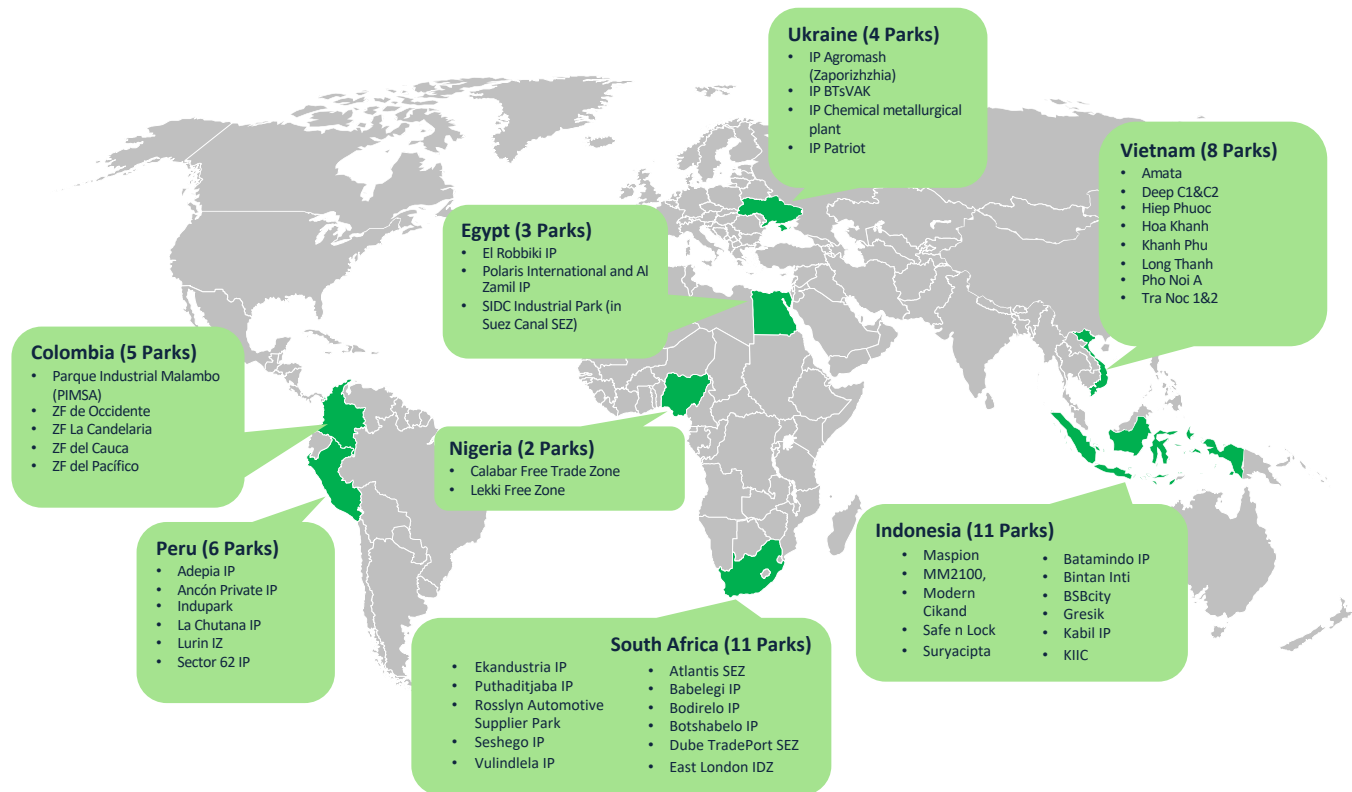 Ukraine (4 Parks)
• IP Agromash
(Zaporizhzhia)
• IP BTsVAK
• IP Chemical metallurgical
plant
• IP Patriot
Vietnam (8 Parks)
• Amata
• Deep C1&C2
• Hiep Phuoc
• Hoa Khanh
• Khanh Phu
• Long Thanh
• Pho Noi A
• Tra Noc 1&2
Egypt (3 Parks)
• El Robbiki IP
• Polaris International and Al
Zamil IP
• SIDC Industrial Park (in
Suez Canal SEZ)
Colombia (5 Parks)
• Parque Industrial Malambo
(PIMSA)
• ZF de Occidente
• ZF La Candelaria
• ZF del Cauca
• ZF del Pacífico
Nigeria (2 Parks)
• Calabar Free Trade Zone
• Lekki Free Zone
Peru (6 Parks)
• Adepia IP
• Ancón Private IP
• Indupark
• La Chutana IP
• Lurin IZ
• Sector 62 IP
South Africa (11 Parks)
• Ekandustria IP
• Puthaditjaba IP
• Rosslyn Automotive
Supplier Park
• Seshego IP
• Vulindlela IP
• Atlantis SEZ
• Babelegi IP
• Bodirelo IP
• Botshabelo IP
• Dube TradePort SEZ
• East London IDZ
Indonesia (11 Parks)
• Maspion
• MM2100,
• Modern
Cikand
• Safe n Lock
• Suryacipta
• Batamindo IP
• Bintan Inti
• BSBcity
• Gresik
• Kabil IP
• KIIC